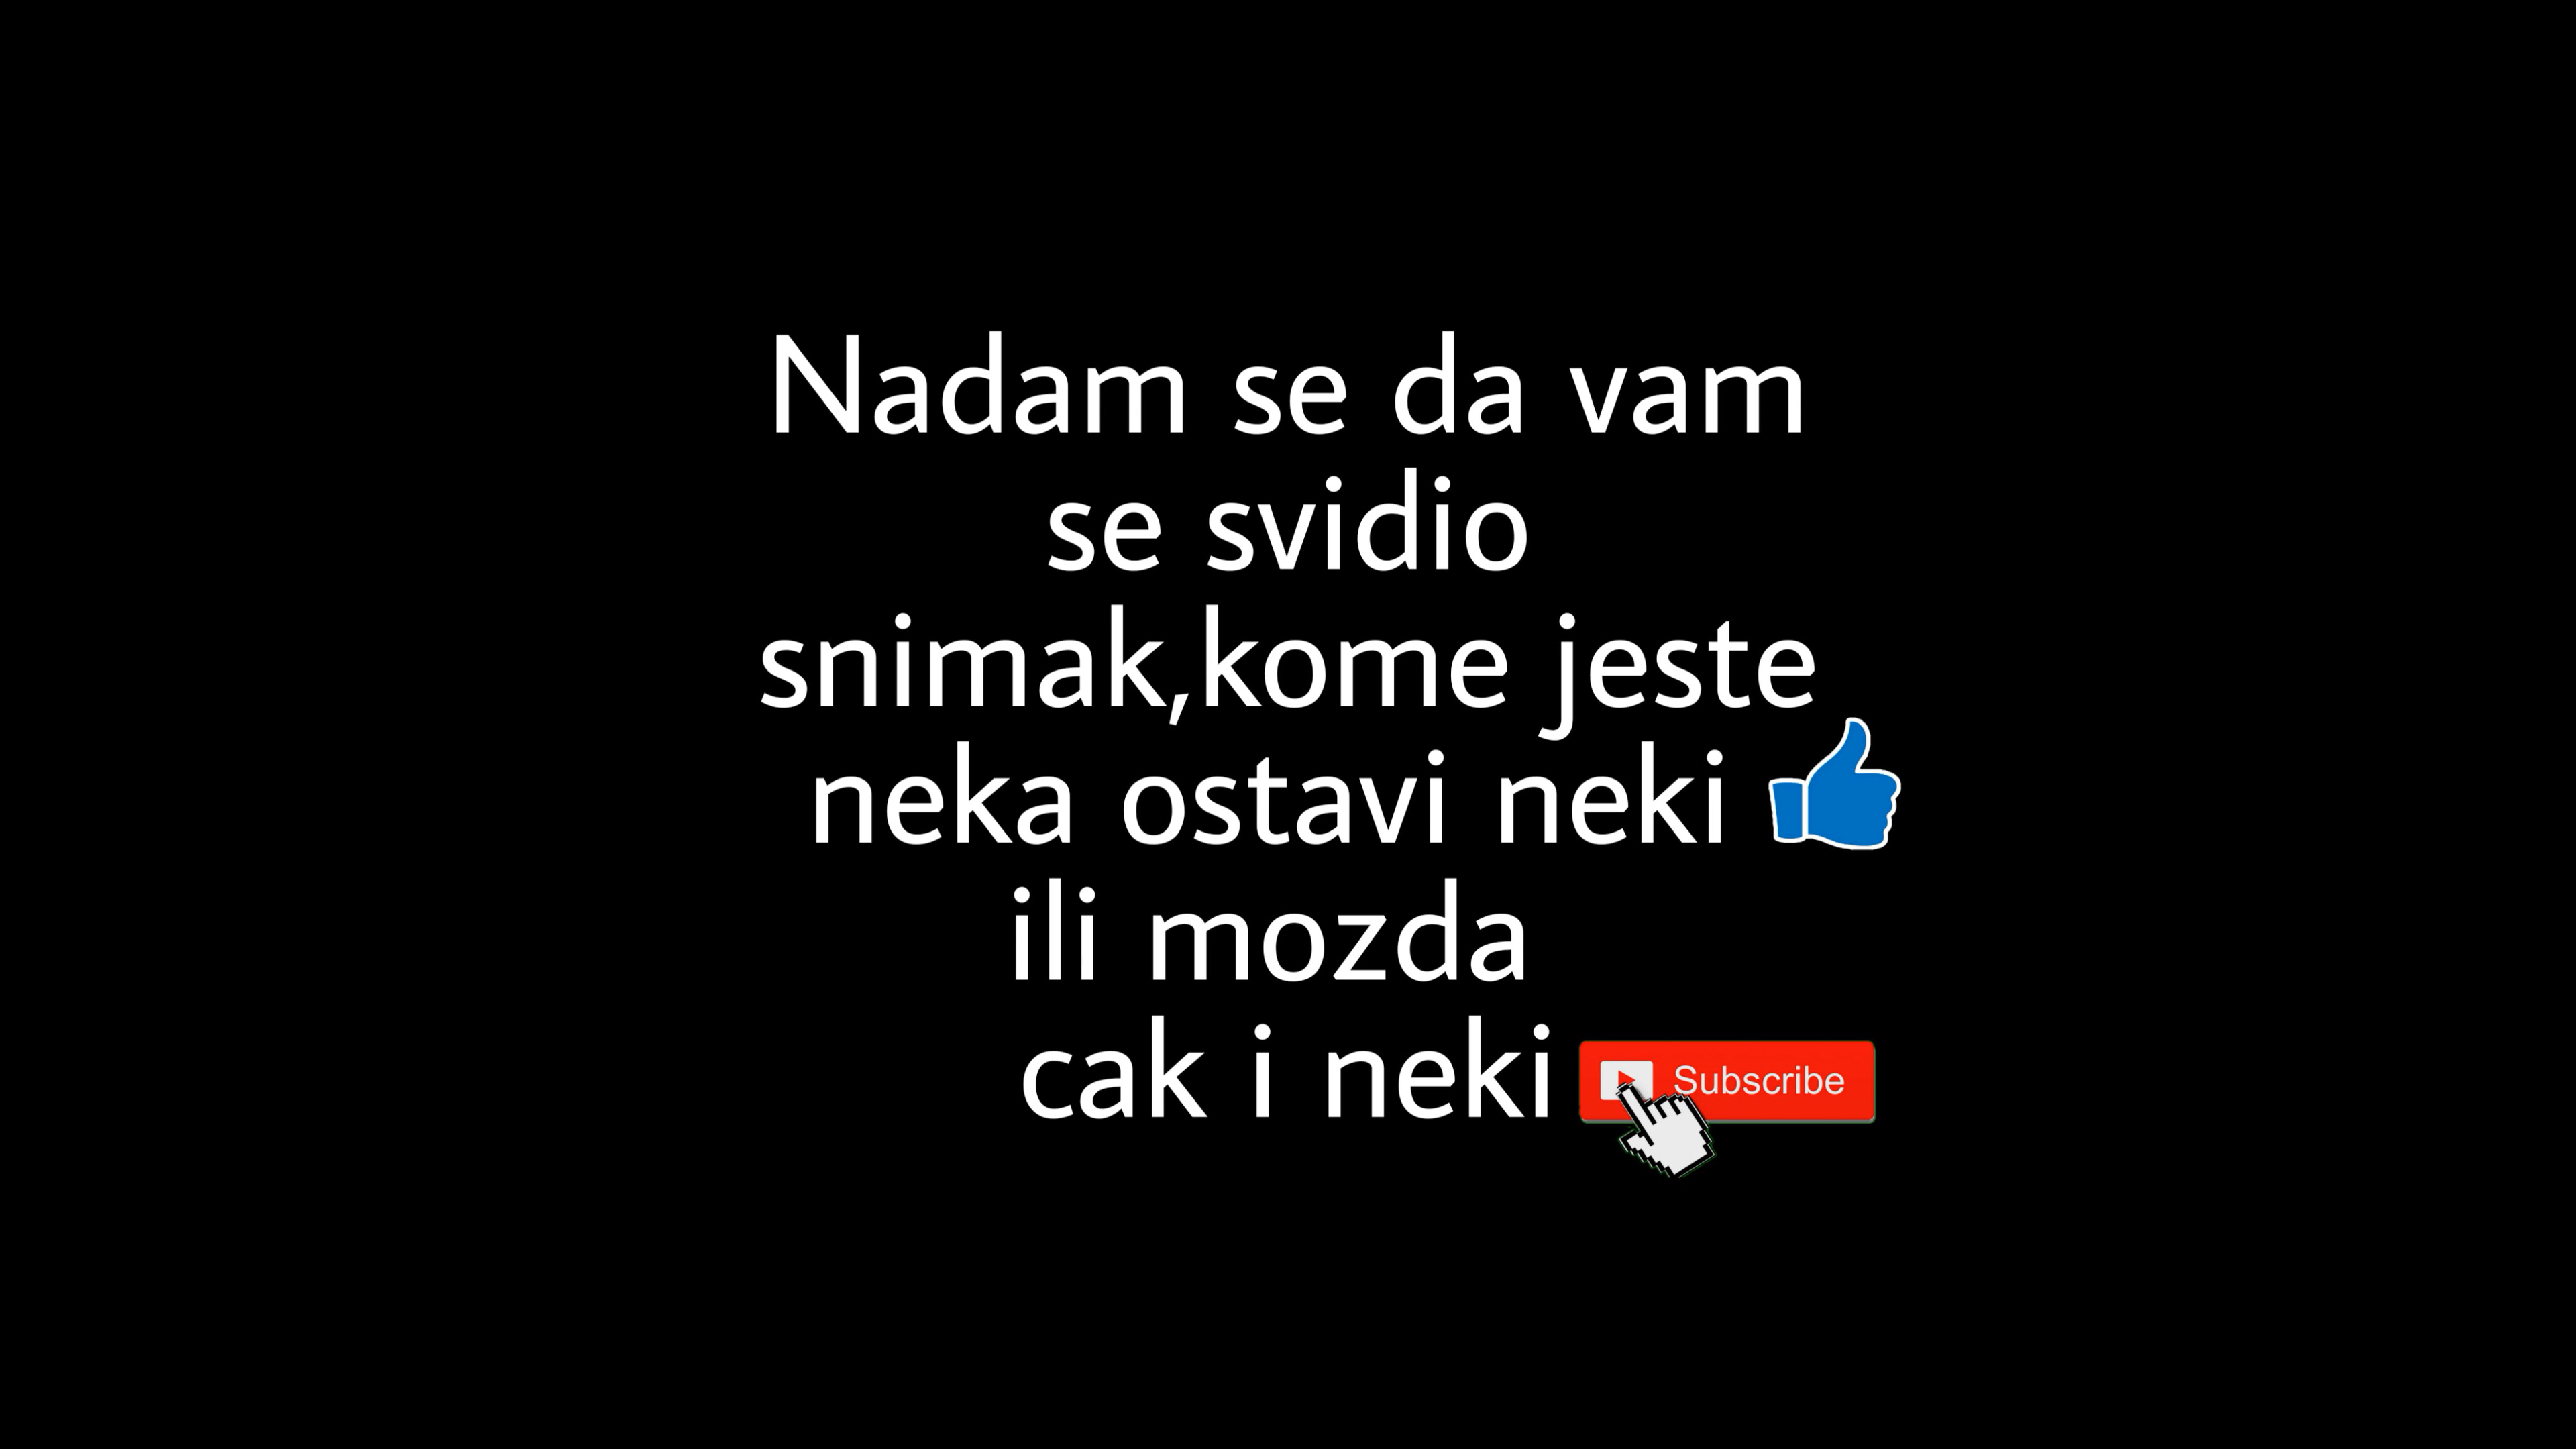 Nadam se da vam
se svidio
snimak,kome jeste
neka ostavi neki
ili mozda
cak i neki Subscribe